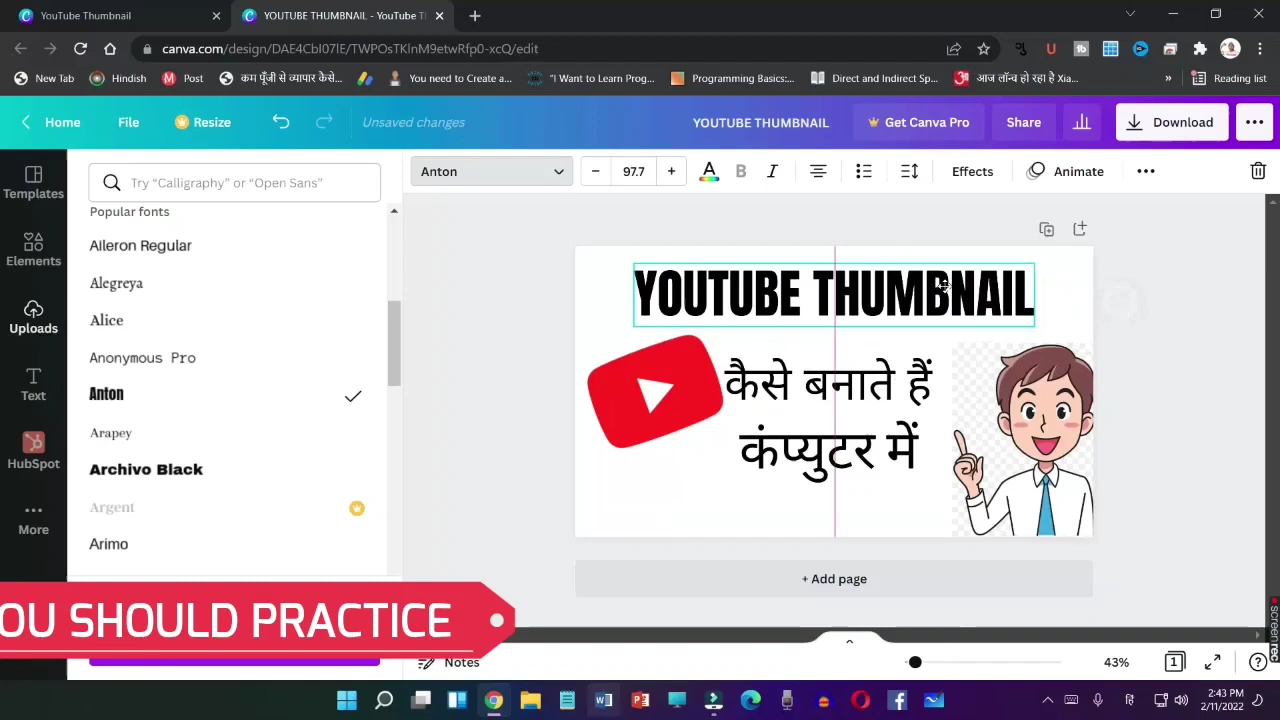 YouTube Thumbnail
YOUTUBE THUMBNAIL - YouTube T
canva.com/design/DAE4CbI07lE/TWPOsTKlnM9etwRfp0-xcQ/edit
New Tab
Hindish
Post
कम पूँजी से व्यापार कैसे...
You need to Create a...
"I Want to Learn Prog...
Programming Basics:...
Direct and Indirect Sp...
आज लॉन्च हो रहा है Xia...
»
Reading list
Home
File
Resize
Unsaved changes
YOUTUBE THUMBNAIL
Get Canva Pro
Share
Download
Templates
Elements
Uploads
Text
HubSpot
More
Try "Calligraphy" or "Open Sans"
Popular fonts
Aileron Regular
Alegreya
Alice
Anonymous Pro
Anton
Arapey
Archivo Black
Argent
Arimo
Anton
97.7
A
B
I
Effects
Animate
YOUTUBE THUMBNAIL
कैसे बनाते हैं
कंप्युटर में
+ Add page
OU SHOULD PRACTICE
Notes
43%
1
screenrec
2:43 PM
2/11/2022